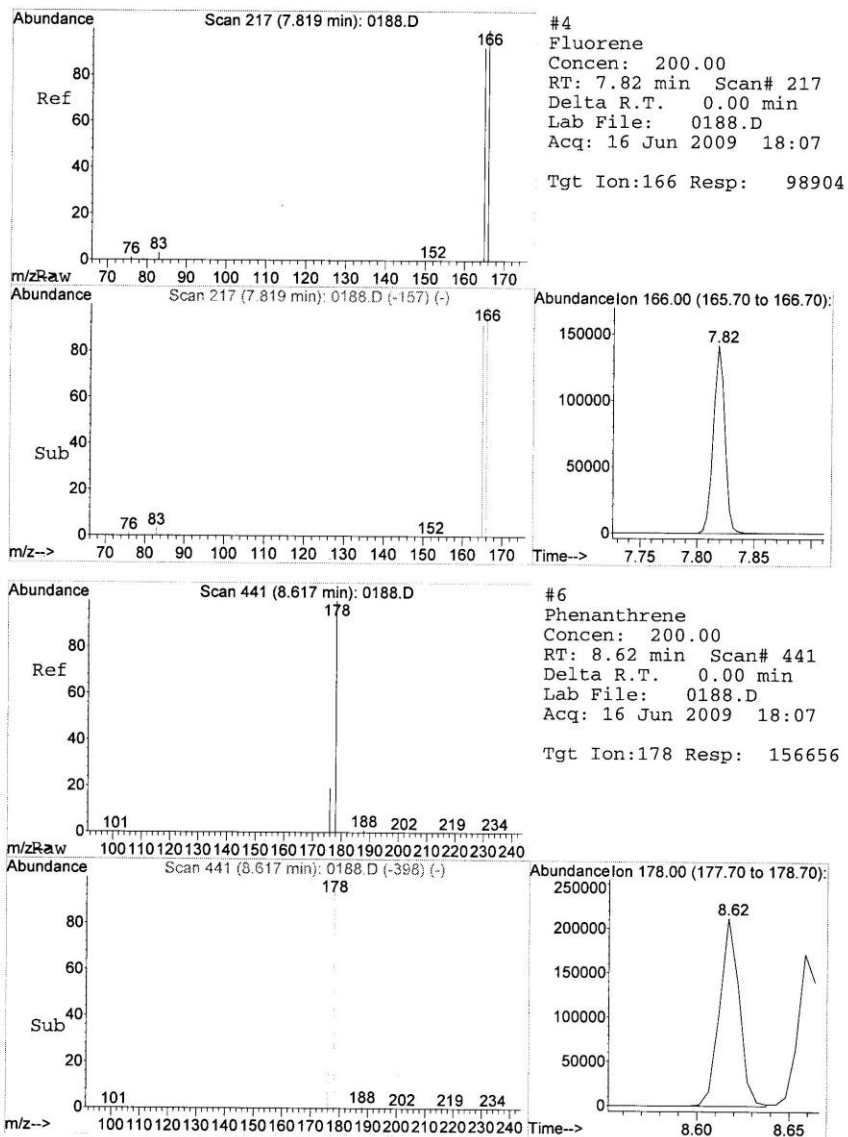 Abundance Scan 217 (7.819 min): 0188.D
166
80
Ref
60
40
20
76 83 152
0
m/z-->Raw 70 80 90 100 110 120 130 140 150 160 170
#4
Fluorene
Concen: 200.00
RT: 7.82 min Scan# 217
Delta R.T. 0.00 min
Lab File: 0188.D
Acq: 16 Jun 2009 18:07
Tgt Ion:166 Resp: 98904
Abundance Scan 217 (7.819 min): 0188.D (-157) (-)
166
80
60
40
Sub
20
76 83 152
0
m/z--> 70 80 90 100 110 120 130 140 150 160 170
Abundance Ion 166.00 (165.70 to 166.70):
150000 7.82
100000
50000
0
Time--> 7.75 7.80 7.85
Abundance Scan 441 (8.617 min): 0188.D
178
80
Ref
60
40
20
101 188 202 219 234
0
m/z-->Raw 100 110 120 130 140 150 160 170 180 190 200 210 220 230 240
#6
Phenanthrene
Concen: 200.00
RT: 8.62 min Scan# 441
Delta R.T. 0.00 min
Lab File: 0188.D
Acq: 16 Jun 2009 18:07
Tgt Ion:178 Resp: 156656
Abundance Scan 441 (8.617 min): 0188.D (-398) (-)
178
80
60
40
Sub
20
101 188 202 219 234
0
m/z--> 100 110 120 130 140 150 160 170 180 190 200 210 220 230 240
Abundance Ion 178.00 (177.70 to 178.70):
250000
8.62
200000
150000
100000
50000
0
Time--> 8.60 8.65